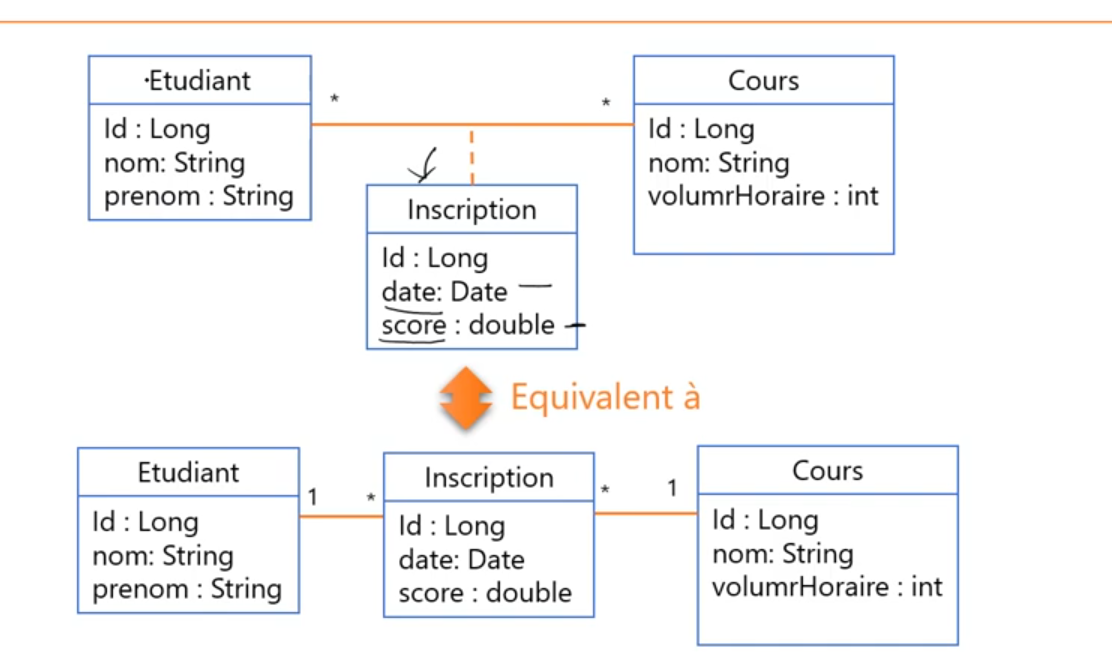 ·Etudiant
Id : Long
nom: String
prenom : String
*
*
Cours
Id : Long
nom: String
volumrHoraire : int
Inscription
Id : Long
date: Date
score : double
Equivalent à
Etudiant
Id : Long
nom: String
prenom : String
1
*
Inscription
Id : Long
date: Date
score : double
*
1
Cours
Id : Long
nom: String
volumrHoraire : int